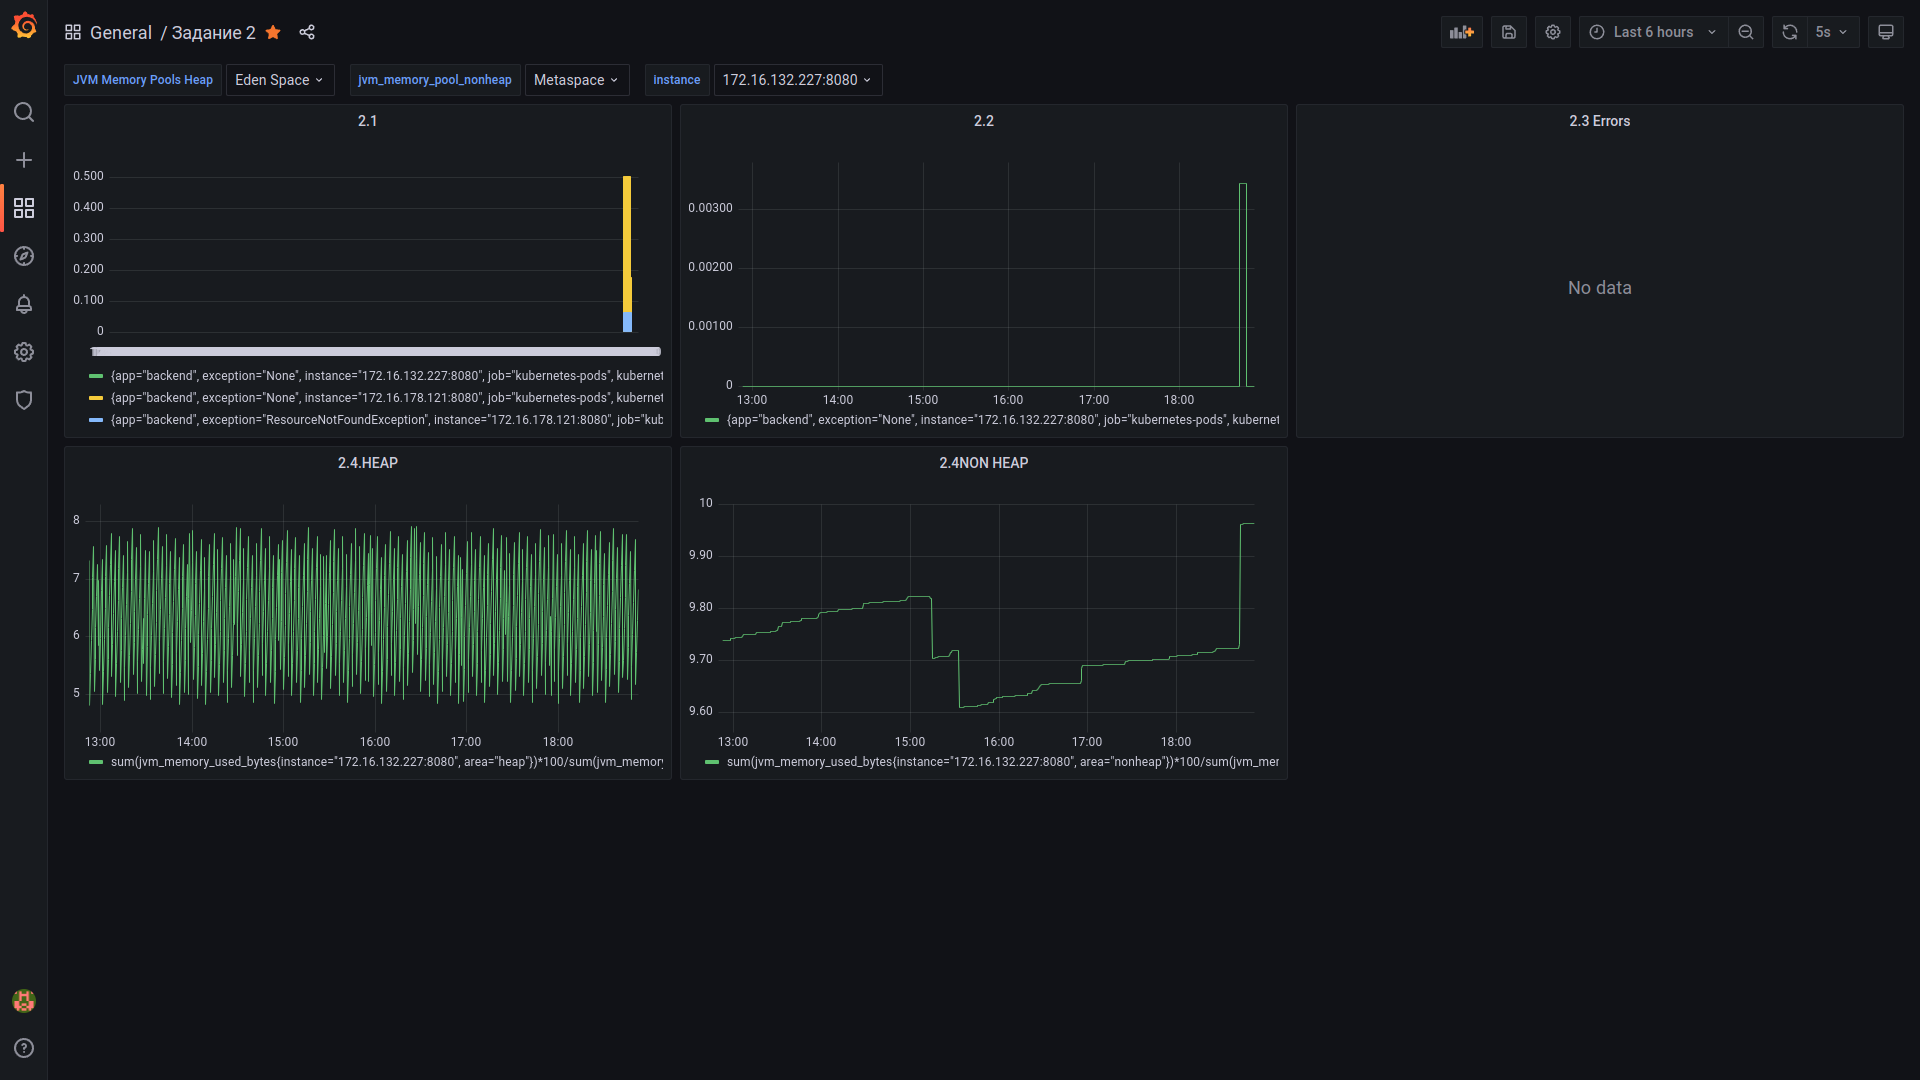 General / Задание 2
Last 6 hours
5s
JVM Memory Pools Heap
Eden Space
jvm_memory_pool_nonheap
Metaspace
instance
172.16.132.227:8080
2.1
0.500
0.400
0.300
0.200
0.100
0
{app="backend", exception="None", instance="172.16.132.227:8080", job="kubernetes-pods", kubernet
{app="backend", exception="None", instance="172.16.178.121:8080", job="kubernetes-pods", kubernet
{app="backend", exception="ResourceNotFoundException", instance="172.16.178.121:8080", job="kub
2.2
0.00300
0.00200
0.00100
0
13:00 14:00 15:00 16:00 17:00 18:00
{app="backend", exception="None", instance="172.16.132.227:8080", job="kubernetes-pods", kubernet
2.3 Errors
No data
2.4.HEAP
8
7
6
5
13:00 14:00 15:00 16:00 17:00 18:00
sum(jvm_memory_used_bytes{instance="172.16.132.227:8080", area="heap"})*100/sum(jvm_memory
2.4NON HEAP
10
9.90
9.80
9.70
9.60
13:00 14:00 15:00 16:00 17:00 18:00
sum(jvm_memory_used_bytes{instance="172.16.132.227:8080", area="nonheap"})*100/sum(jvm_mer